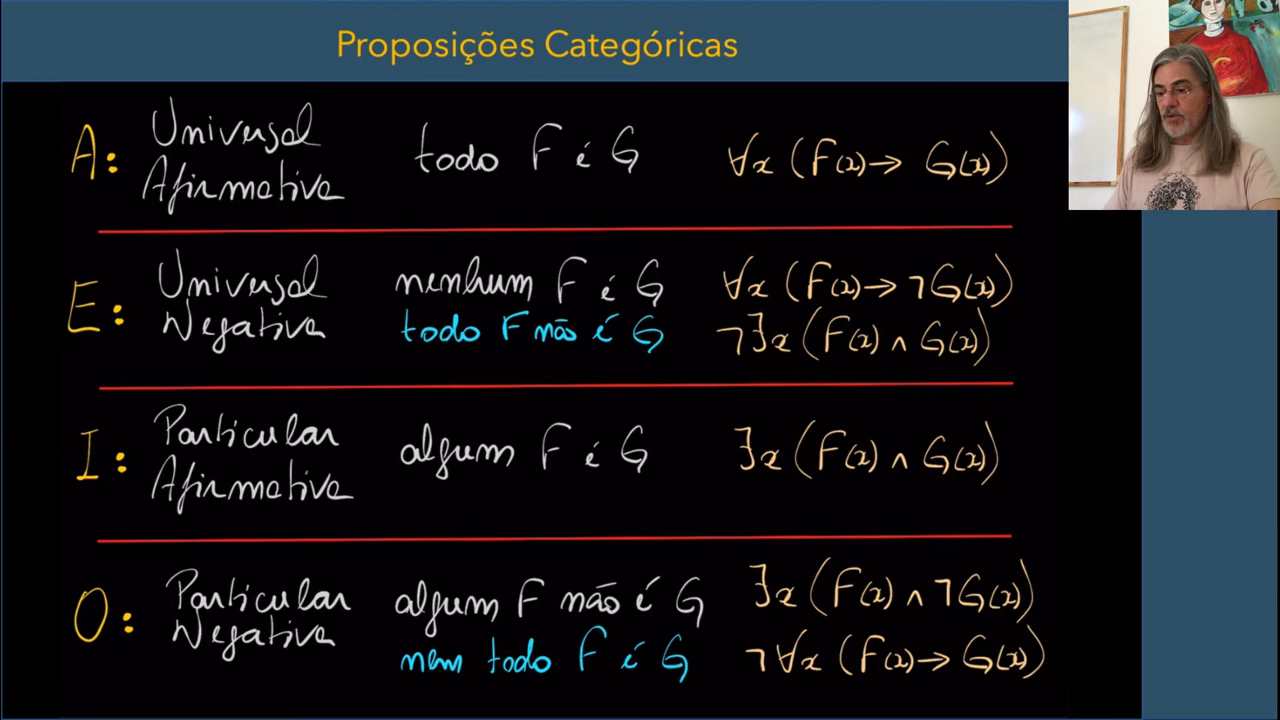 Proposições Categóricas
A: Universal Afirmativa todo F é G ∀x (F(x) → G(x))
E: Universal Negativa nenhum F é G ∀x (F(x) → ¬G(x))
todo F não é G ¬∃x (F(x) ∧ G(x))
I: Particular Afirmativa algum F é G ∃x (F(x) ∧ G(x))
O: Particular Negativa algum F não é G ∃x (F(x) ∧ ¬G(x))
nem todo F é G ¬∀x (F(x) → G(x))